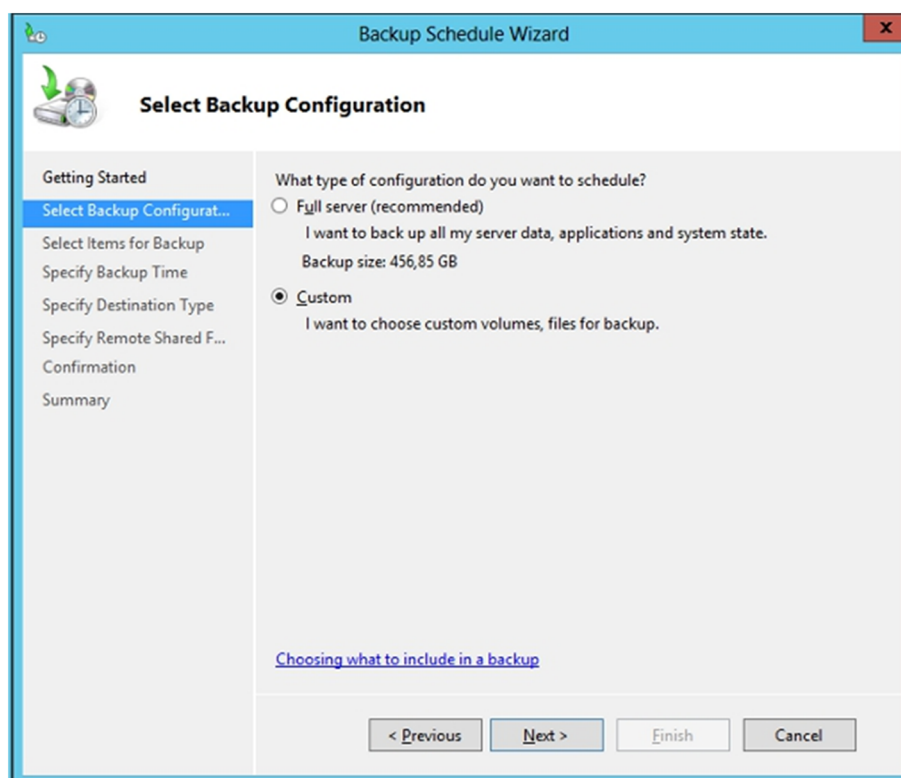 Backup Schedule Wizard
x
Select Backup Configuration
Getting Started
Select Backup Configurat...
Select Items for Backup
Specify Backup Time
Specify Destination Type
Specify Remote Shared F...
Confirmation
Summary
What type of configuration do you want to schedule?
Full server (recommended)
I want to back up all my server data, applications and system state.
Backup size: 456,85 GB
Custom
I want to choose custom volumes, files for backup.
Choosing what to include in a backup
< Previous
Next >
Finish
Cancel